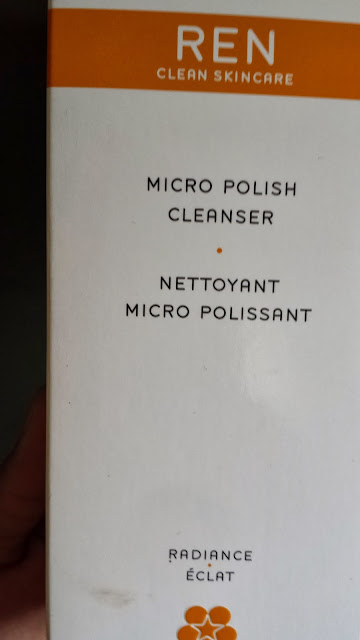 REN
CLEAN SKINCARE
MICRO POLISH
CLEANSER
NETTOYANT
MICRO POLISSANT
RADIANCE
ÉCLAT